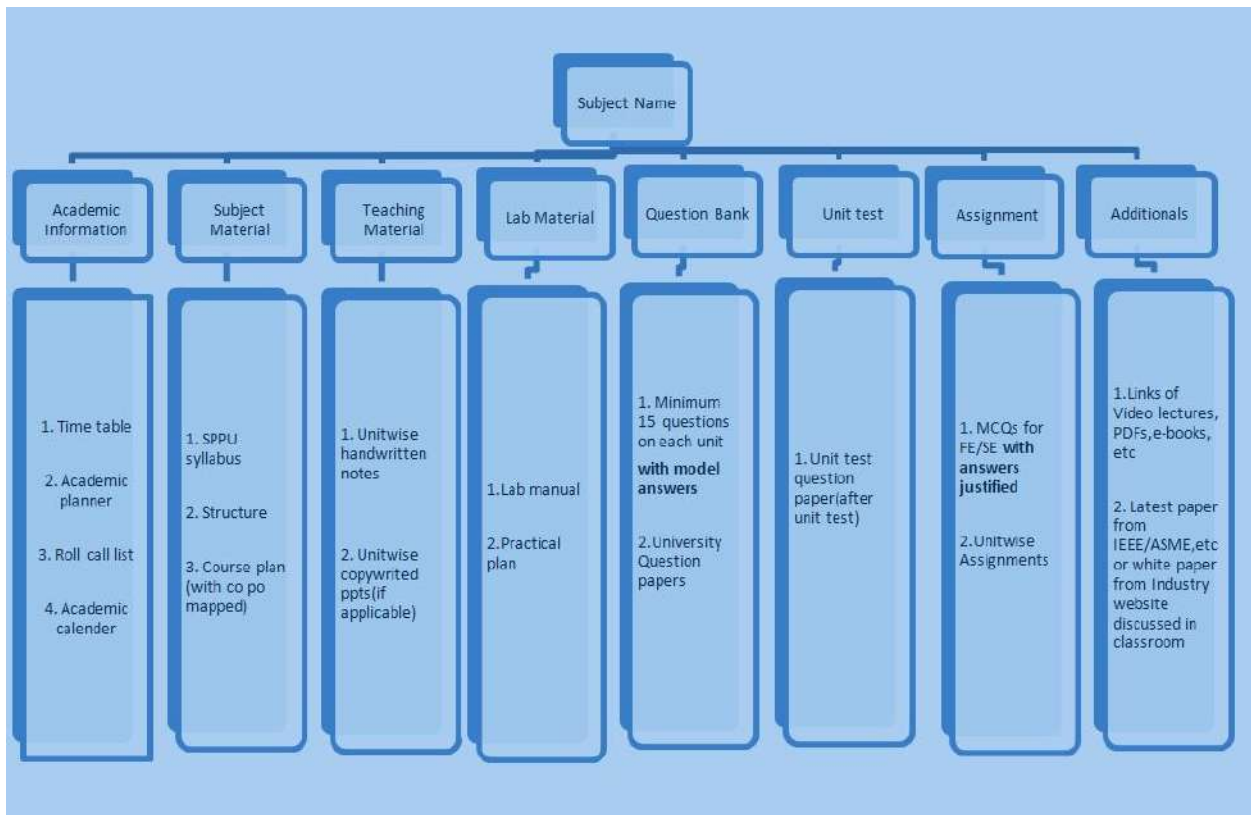 Subject Name
Academic
Information
Subject
Material
Teaching
Material
Lab Material
Question Bank
Unit test
Assignment
Additionals
1. Time table
2. Academic
planner
3. Roll call list
4. Academic
calender
1. SPPU
syllabus
2. Structure
3. Course plan
(with co po
mapped)
1. Unitwise
handwritten
notes
2. Unitwise
copywrited
ppts(if
applicable)
1.Lab manual
2.Practical
plan
1. Minimum
15 questions
on each unit
with model
answers
2.University
Question
papers
1. Unit test
question
paper(after
unit test)
1. MCQs for
FE/SE with
answers
justified
2.Unitwise
Assignments
1.Links of
Video lectures,
PDFs,e-books,
etc
2. Latest paper
from
IEEE/ASME,etc
or white paper
from Industry
website
discussed in
classroom